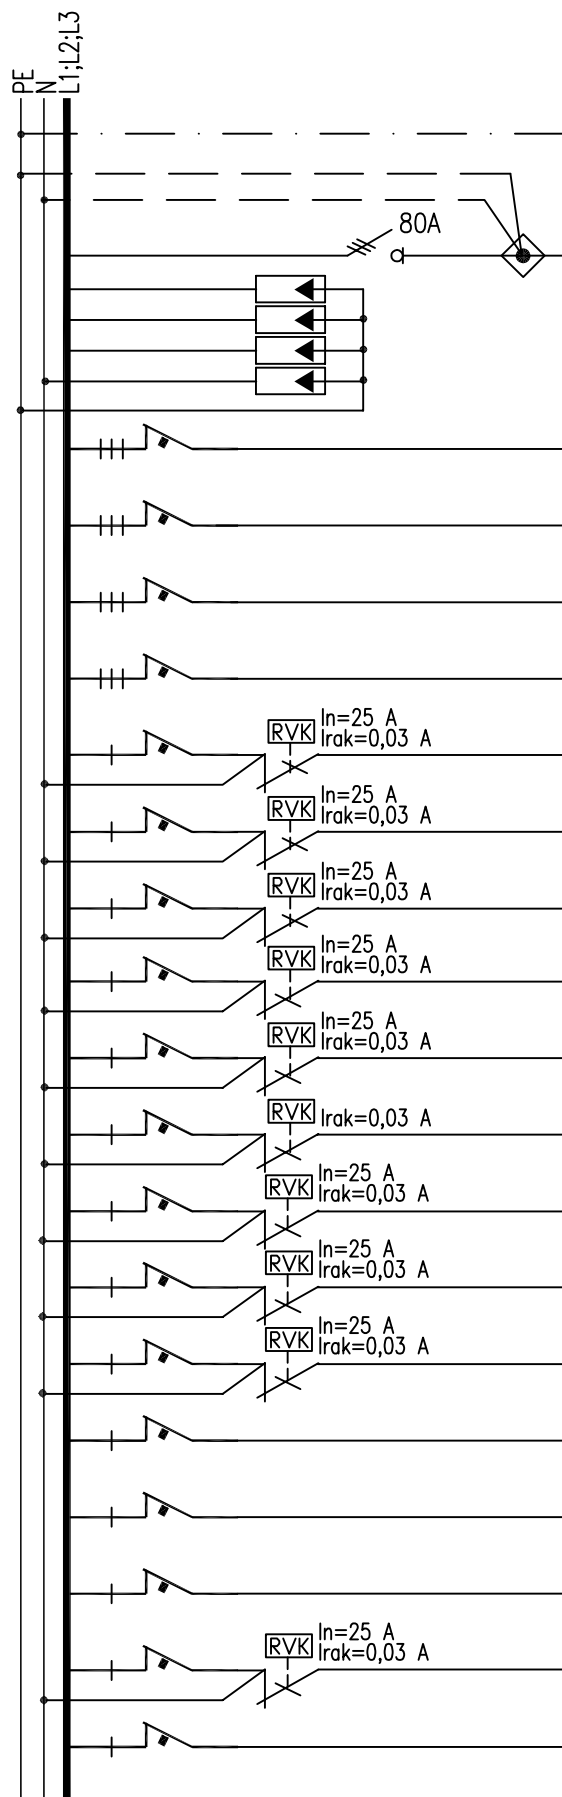 PE
N
L1;L2;L3
80A
RVK
In=25 A
Irak=0,03 A
RVK
In=25 A
Irak=0,03 A
RVK
In=25 A
Irak=0,03 A
RVK
In=25 A
Irak=0,03 A
RVK
In=25 A
Irak=0,03 A
RVK
Irak=0,03 A
RVK
In=25 A
Irak=0,03 A
RVK
In=25 A
Irak=0,03 A
RVK
In=25 A
Irak=0,03 A
RVK
In=25 A
Irak=0,03 A